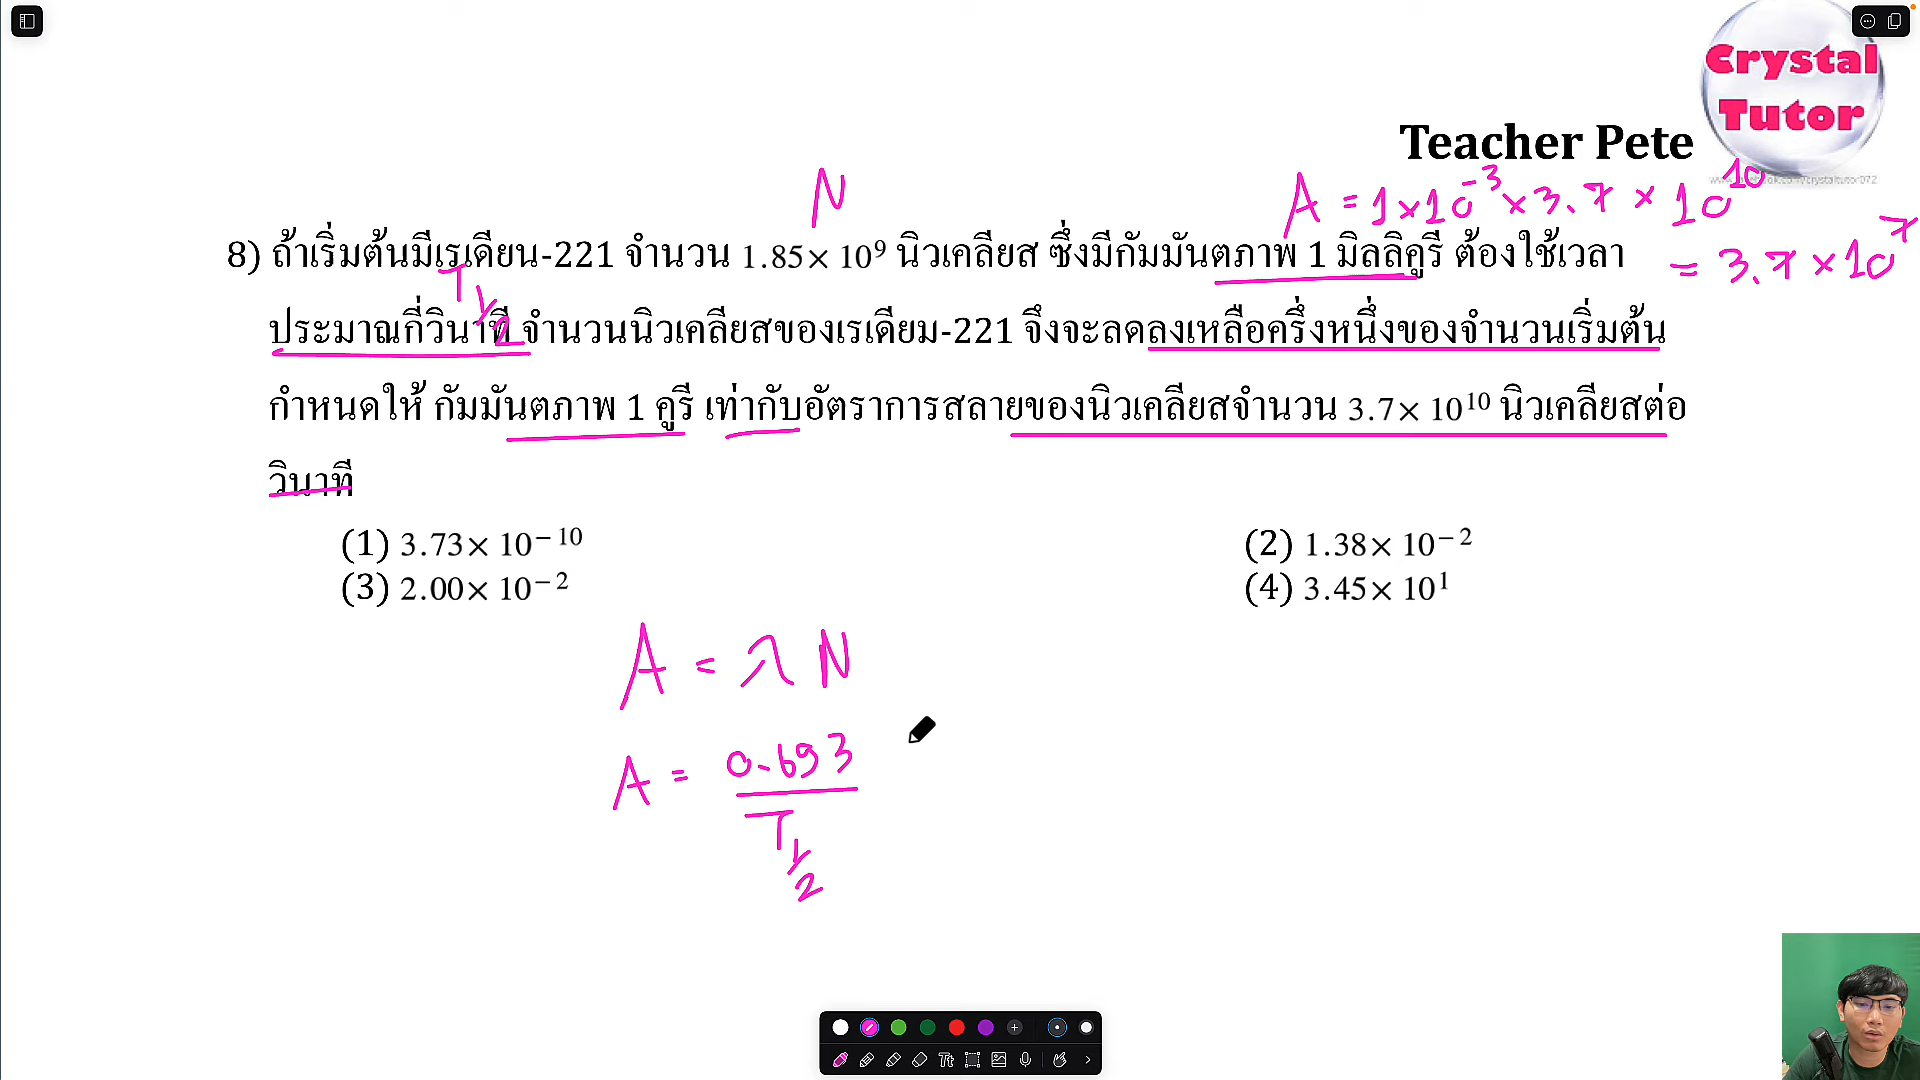 Crystal
Tutor
Teacher Pete
N
A = 1×10⁻³×3.7×10¹⁰
= 3.7×10⁷
8) ถ้าเริ่มต้นมีเรเดียน-221 จำนวน 1.85× 10⁹ นิวเคลียส ซึ่งมีกัมมันตภาพ 1 มิลลิคูรี ต้องใช้เวลา
T½
ประมาณกี่วินาที จำนวนนิวเคลียสของเรเดียม-221 จึงจะลดลงเหลือครึ่งหนึ่งของจำนวนเริ่มต้น
กำหนดให้ กัมมันตภาพ 1 คูรี เท่ากับอัตราการสลายของนิวเคลียสจำนวน 3.7× 10¹⁰ นิวเคลียสต่อ
วินาที
(1) 3.73× 10⁻¹⁰ (2) 1.38× 10⁻²
(3) 2.00× 10⁻² (4) 3.45× 10¹
A = λ N
A = 0.693
T½